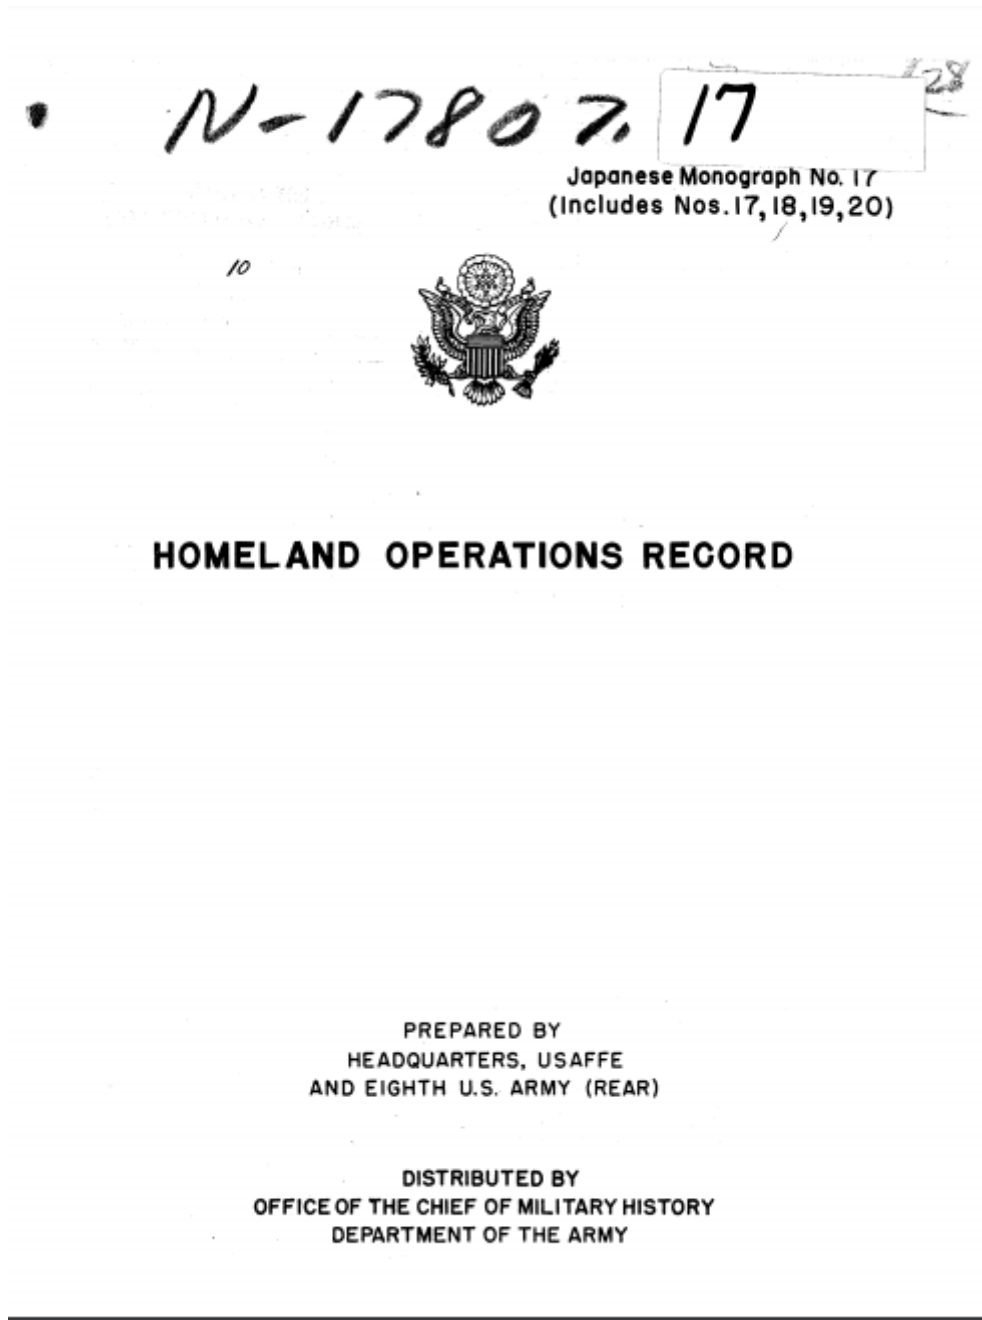 N-17807. 17
128
Japanese Monograph No. 17
(Includes Nos. 17, 18, 19, 20)
10
HOMELAND OPERATIONS RECORD
PREPARED BY
HEADQUARTERS, USAFFE
AND EIGHTH U.S. ARMY (REAR)
DISTRIBUTED BY
OFFICE OF THE CHIEF OF MILITARY HISTORY
DEPARTMENT OF THE ARMY